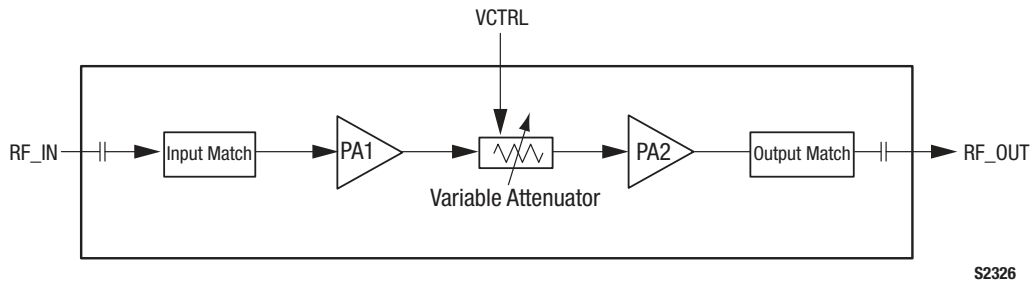 VCTRL
RF_IN
Input Match
PA1
Variable Attenuator
PA2
Output Match
RF_OUT
S2326